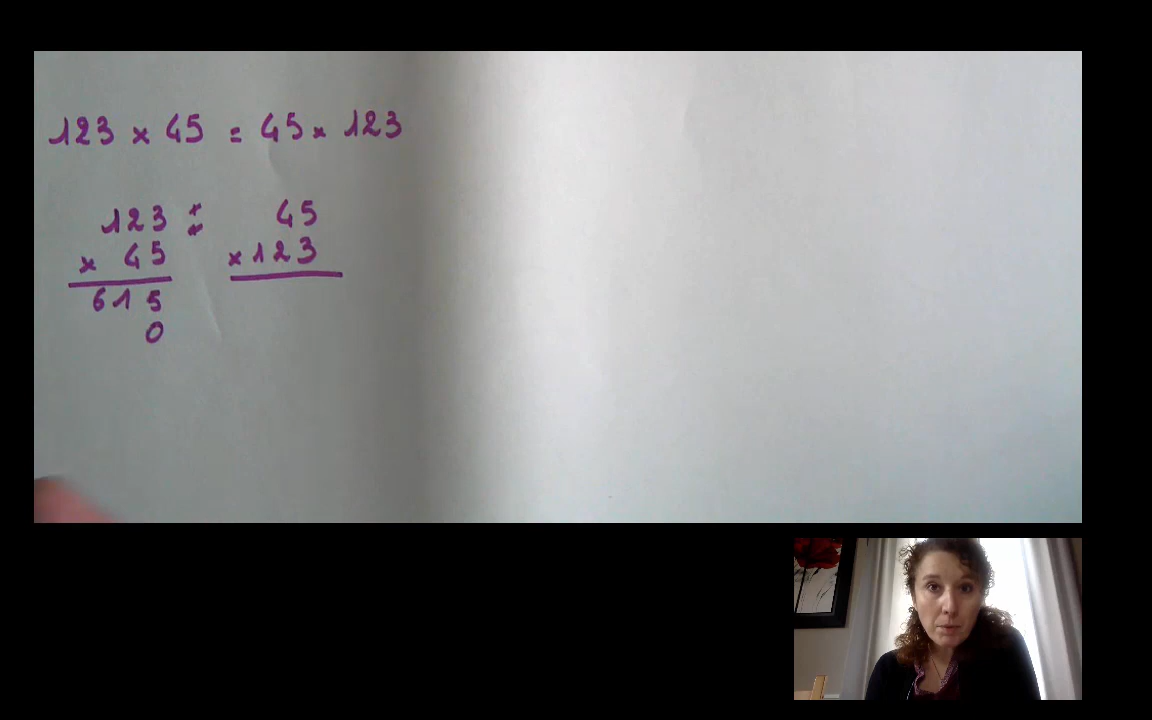 123 × 45 = 45 × 123
123 = 45
× 45 × 123
615
0